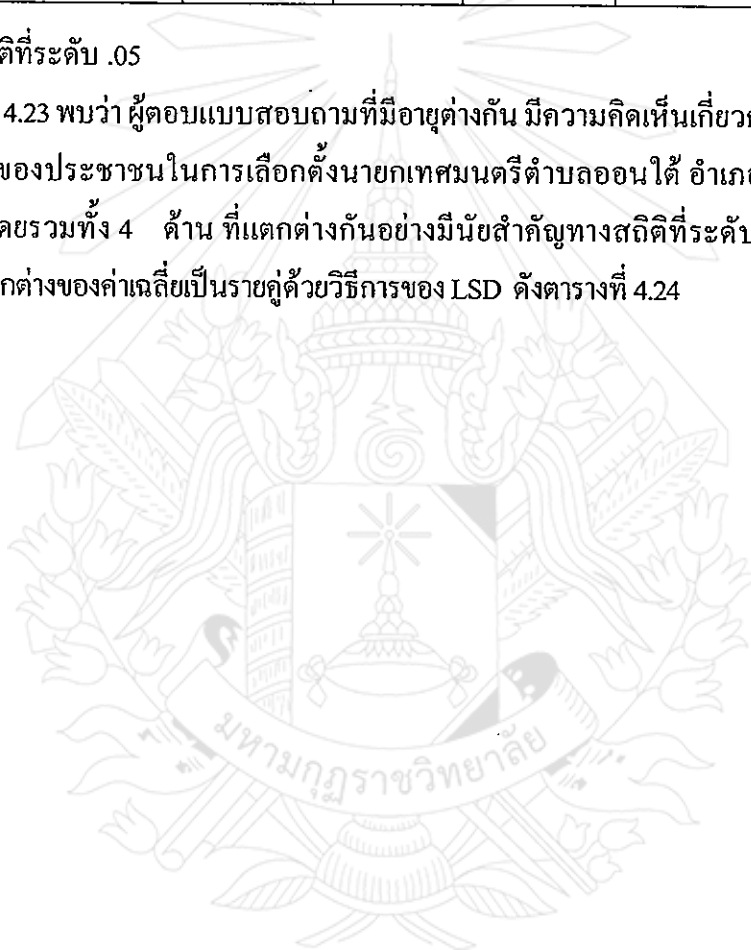 ติที่ระดับ .05
4.23 พบว่า ผู้ตอบแบบสอบถามที่มีอายุต่างกัน มีความคิดเห็นเกี่ยว
ของประชาชนในการเลือกตั้งนายกเทศมนตรีตำบลออนใต้ อำเภอ
ดยรวมทั้ง 4 ด้าน ที่แตกต่างกันอย่างมีนัยสำคัญทางสถิติที่ระดับ
กต่างของค่าเฉลี่ยเป็นรายคู่ด้วยวิธีการของ LSD ดังตารางที่ 4.24
มหามกุฏราชวิทยาลัย